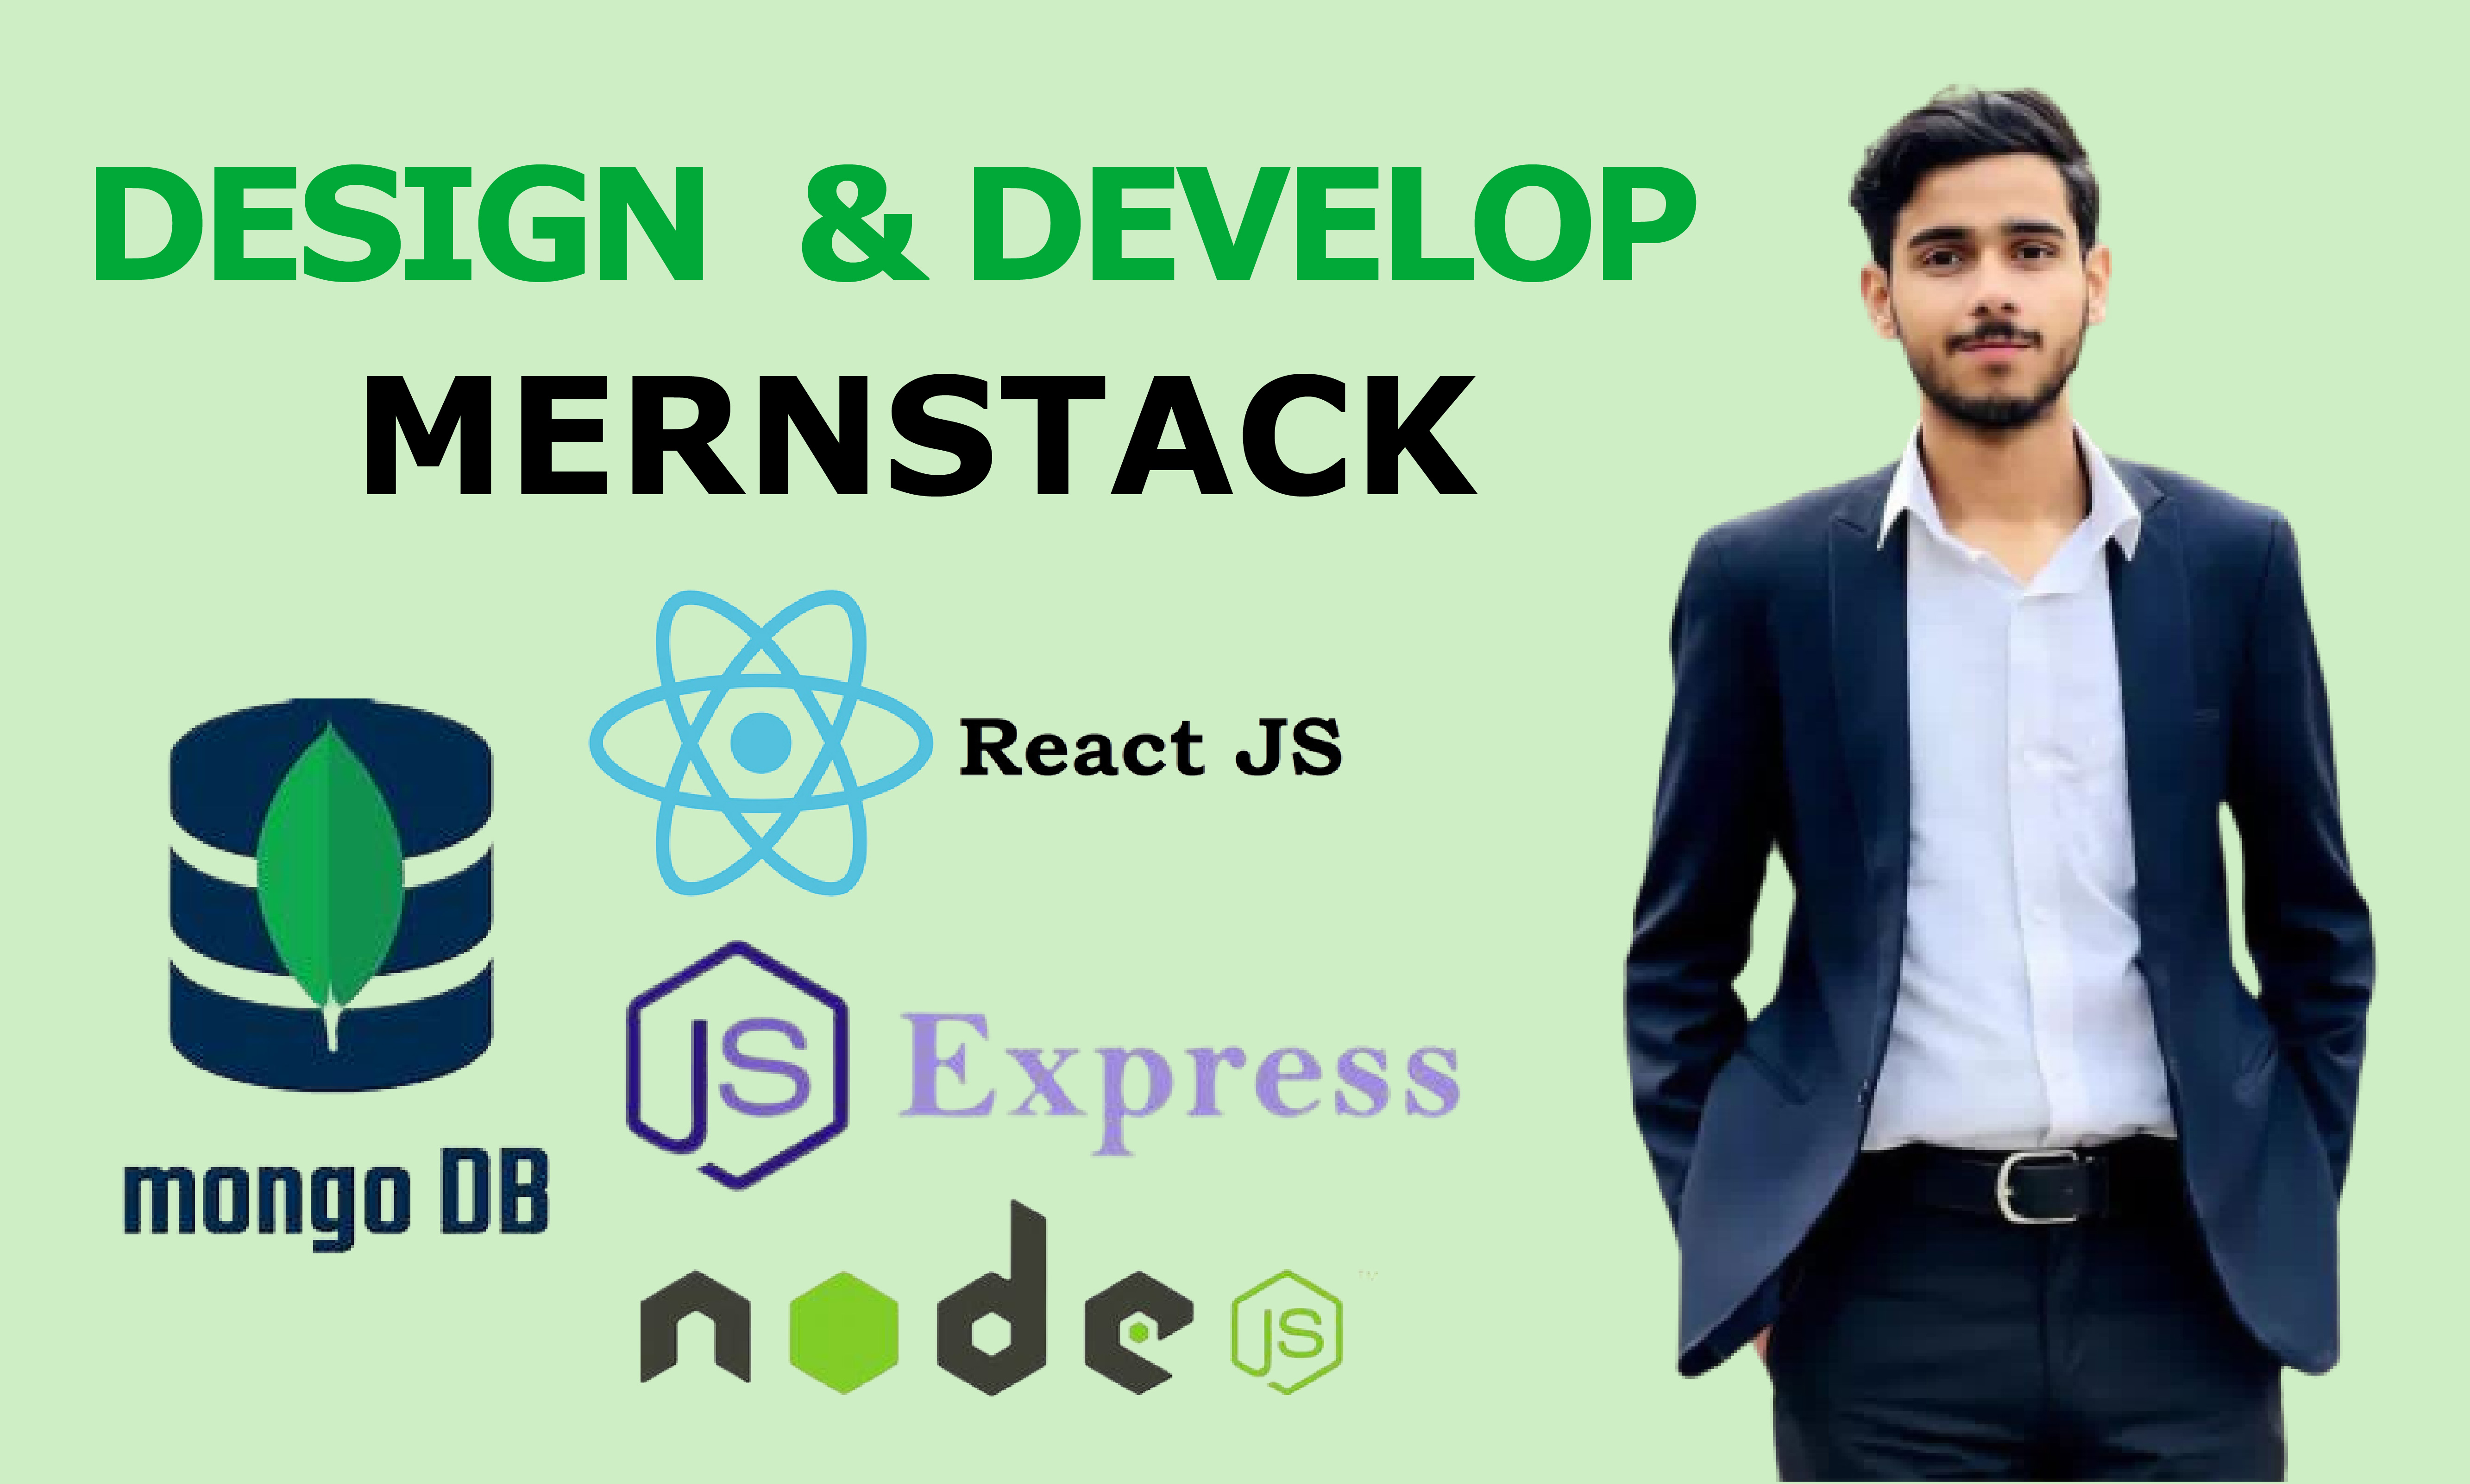 DESIGN & DEVELOP
MERNSTACK
React JS
mongo DB
JS Express
node JS